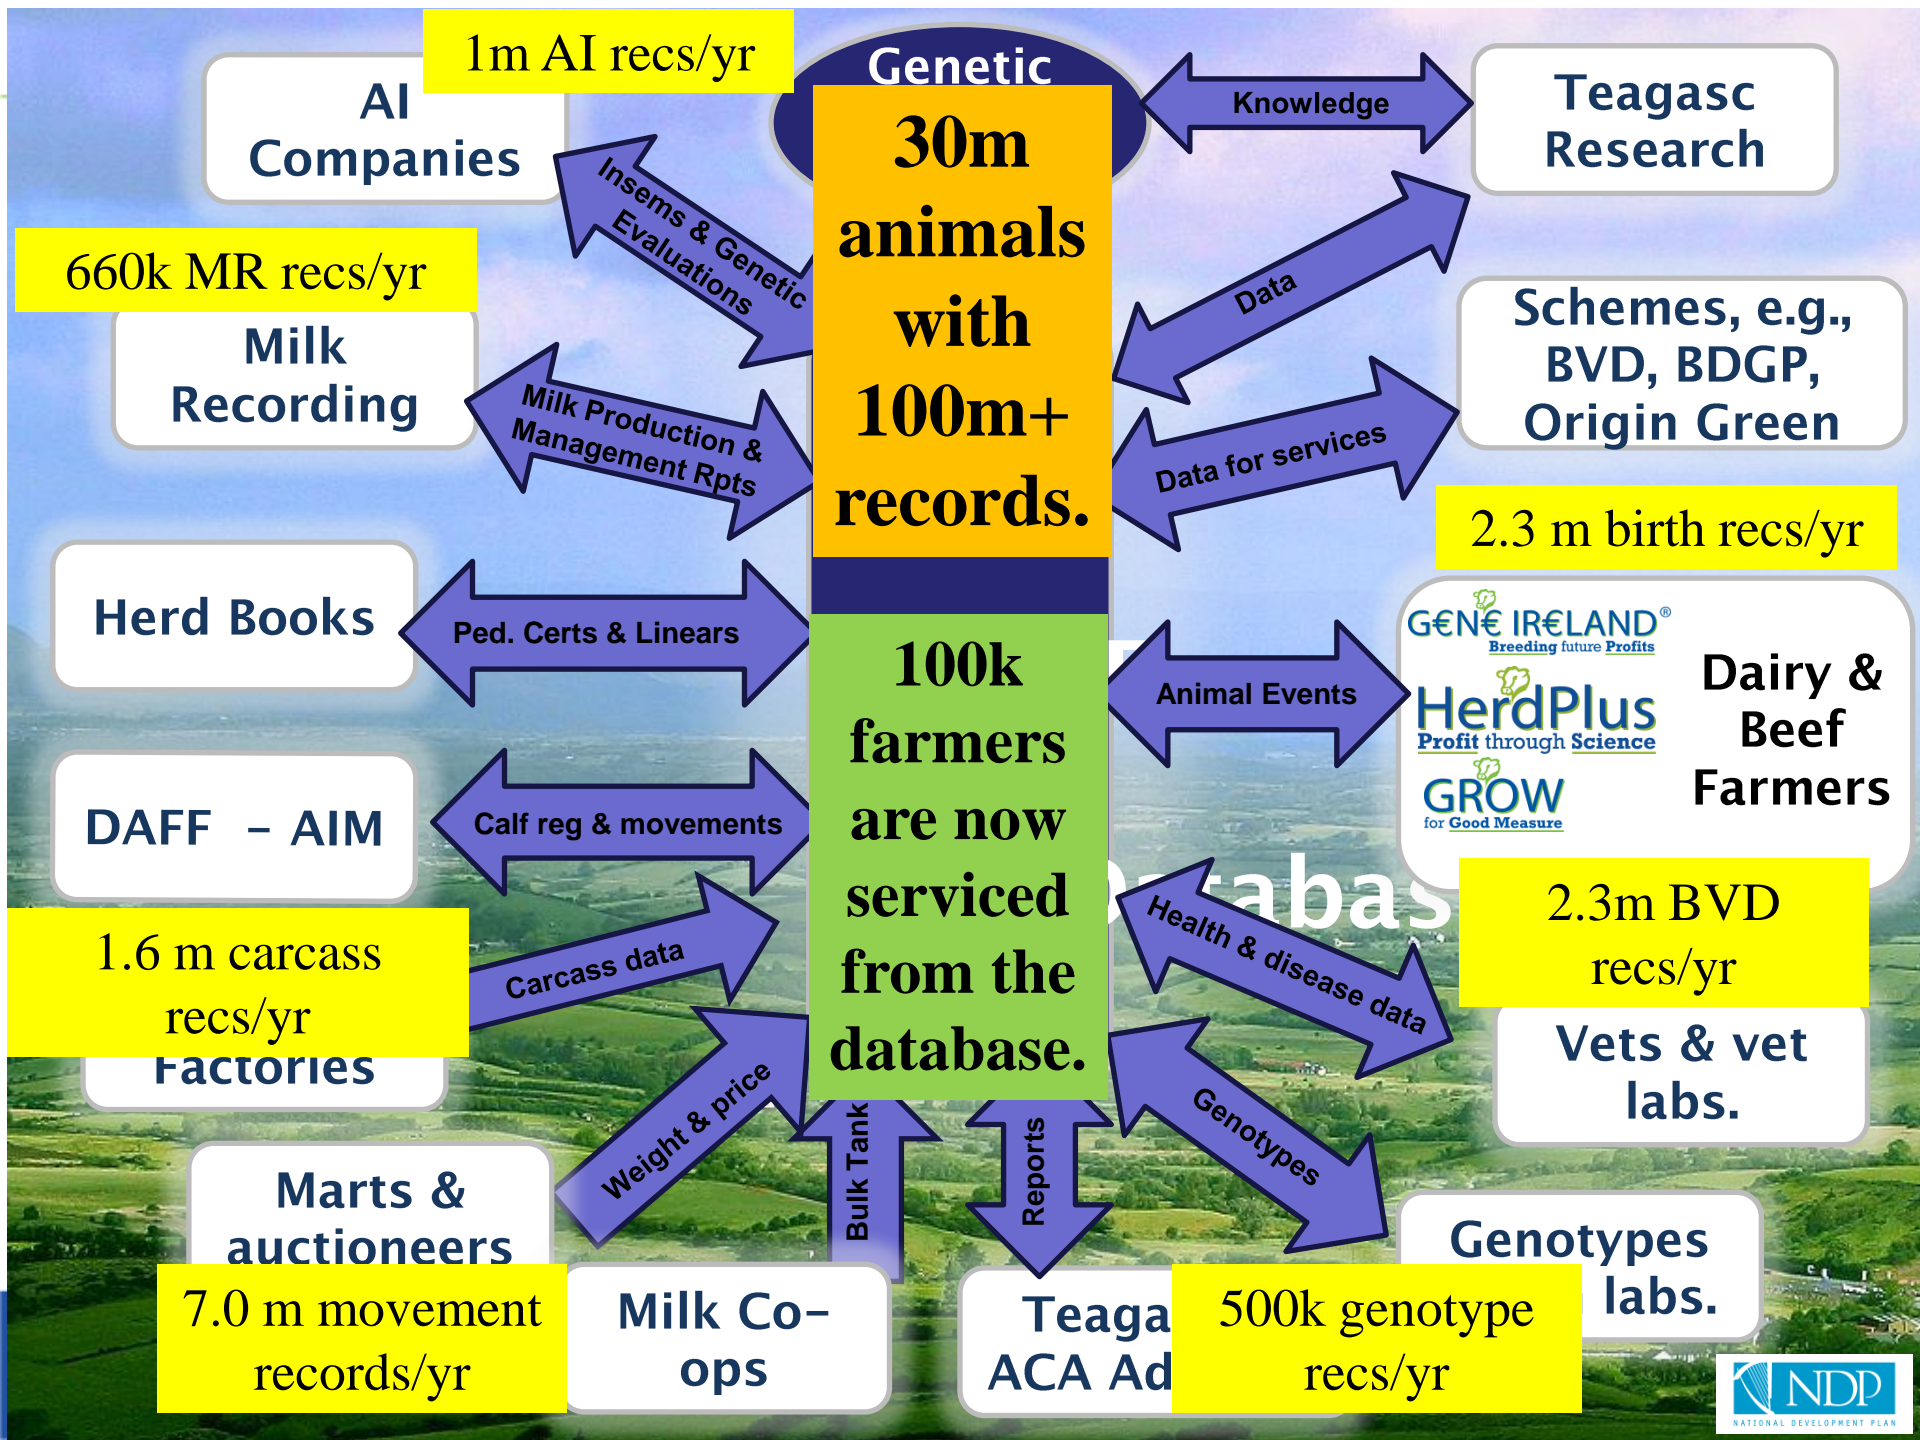 1m AI recs/yr
AI
Companies
Genetic
Knowledge
Teagasc
Research
30m
animals
with
100m+
records.
Insems & Genetic
Evaluations
Data
660k MR recs/yr
Milk
Recording
Milk Production &
Management Rpts
Schemes, e.g.,
BVD, BDGP,
Origin Green
Data for services
2.3 m birth recs/yr
Herd Books
Ped. Certs & Linears
GENE IRELAND®
Breeding future Profits
HerdPlus
Profit through Science
GROW
for Good Measure
Dairy &
Beef
Farmers
Animal Events
100k
farmers
are now
serviced
from the
database.
DAFF – AIM
Calf reg & movements
2.3m BVD
recs/yr
Vets & vet
labs.
Health & disease data
1.6 m carcass
recs/yr
Factories
Carcass data
Weight & price
Bulk Tank
Reports
Genotypes
Marts &
auctioneers
7.0 m movement
records/yr
Milk Co-
ops
ACA
500k genotype
recs/yr
Genotypes
labs.
NDP
NATIONAL DEVELOPMENT PLAN